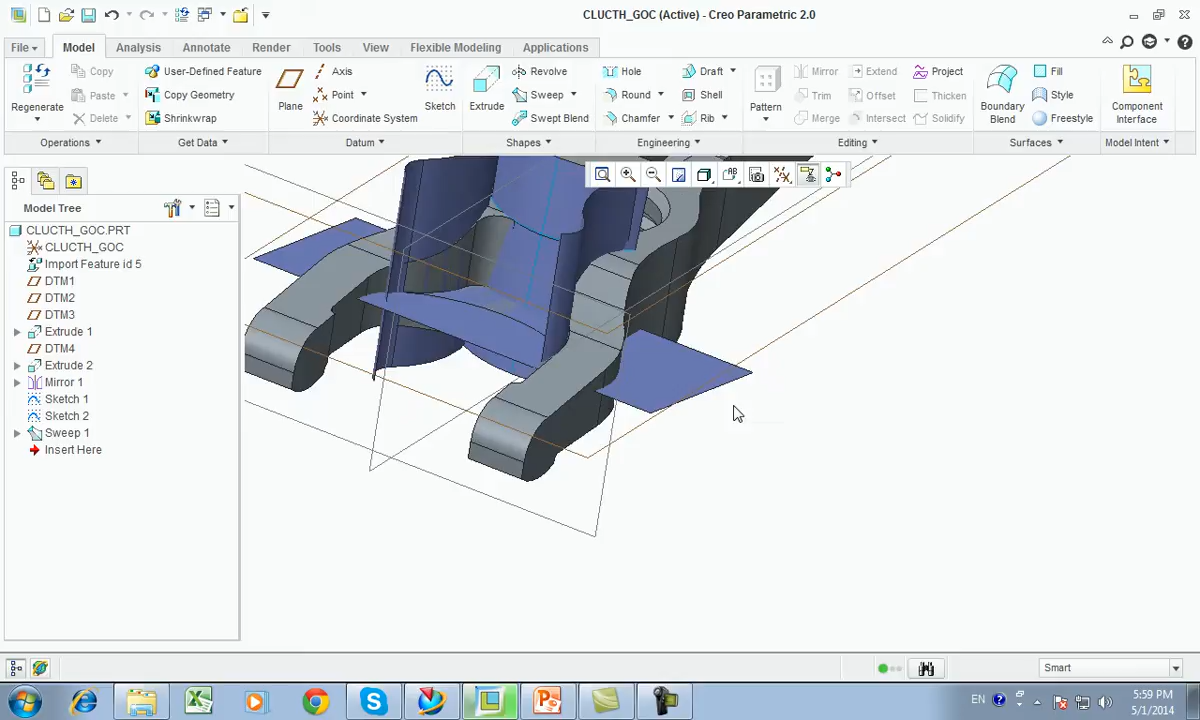 CLUCTH_GOC (Active) - Creo Parametric 2.0
File Model Analysis Annotate Render Tools View Flexible Modeling Applications
Regenerate Copy Paste Delete User-Defined Feature Copy Geometry Shrinkwrap Plane Axis Point Coordinate System Sketch Extrude Revolve Sweep Swept Blend Hole Round Chamfer Draft Shell Rib Pattern Mirror Trim Merge Extend Offset Intersect Project Thicken Solidify Boundary Blend Fill Style Freestyle Component Interface
Operations Get Data Datum Shapes Engineering Editing Surfaces Model Intent
Model Tree
CLUCTH_GOC.PRT
CLUCTH_GOC
Import Feature id 5
DTM1
DTM2
DTM3
Extrude 1
DTM4
Extrude 2
Mirror 1
Sketch 1
Sketch 2
Sweep 1
Insert Here
Smart
EN 5:59 PM
5/1/2014